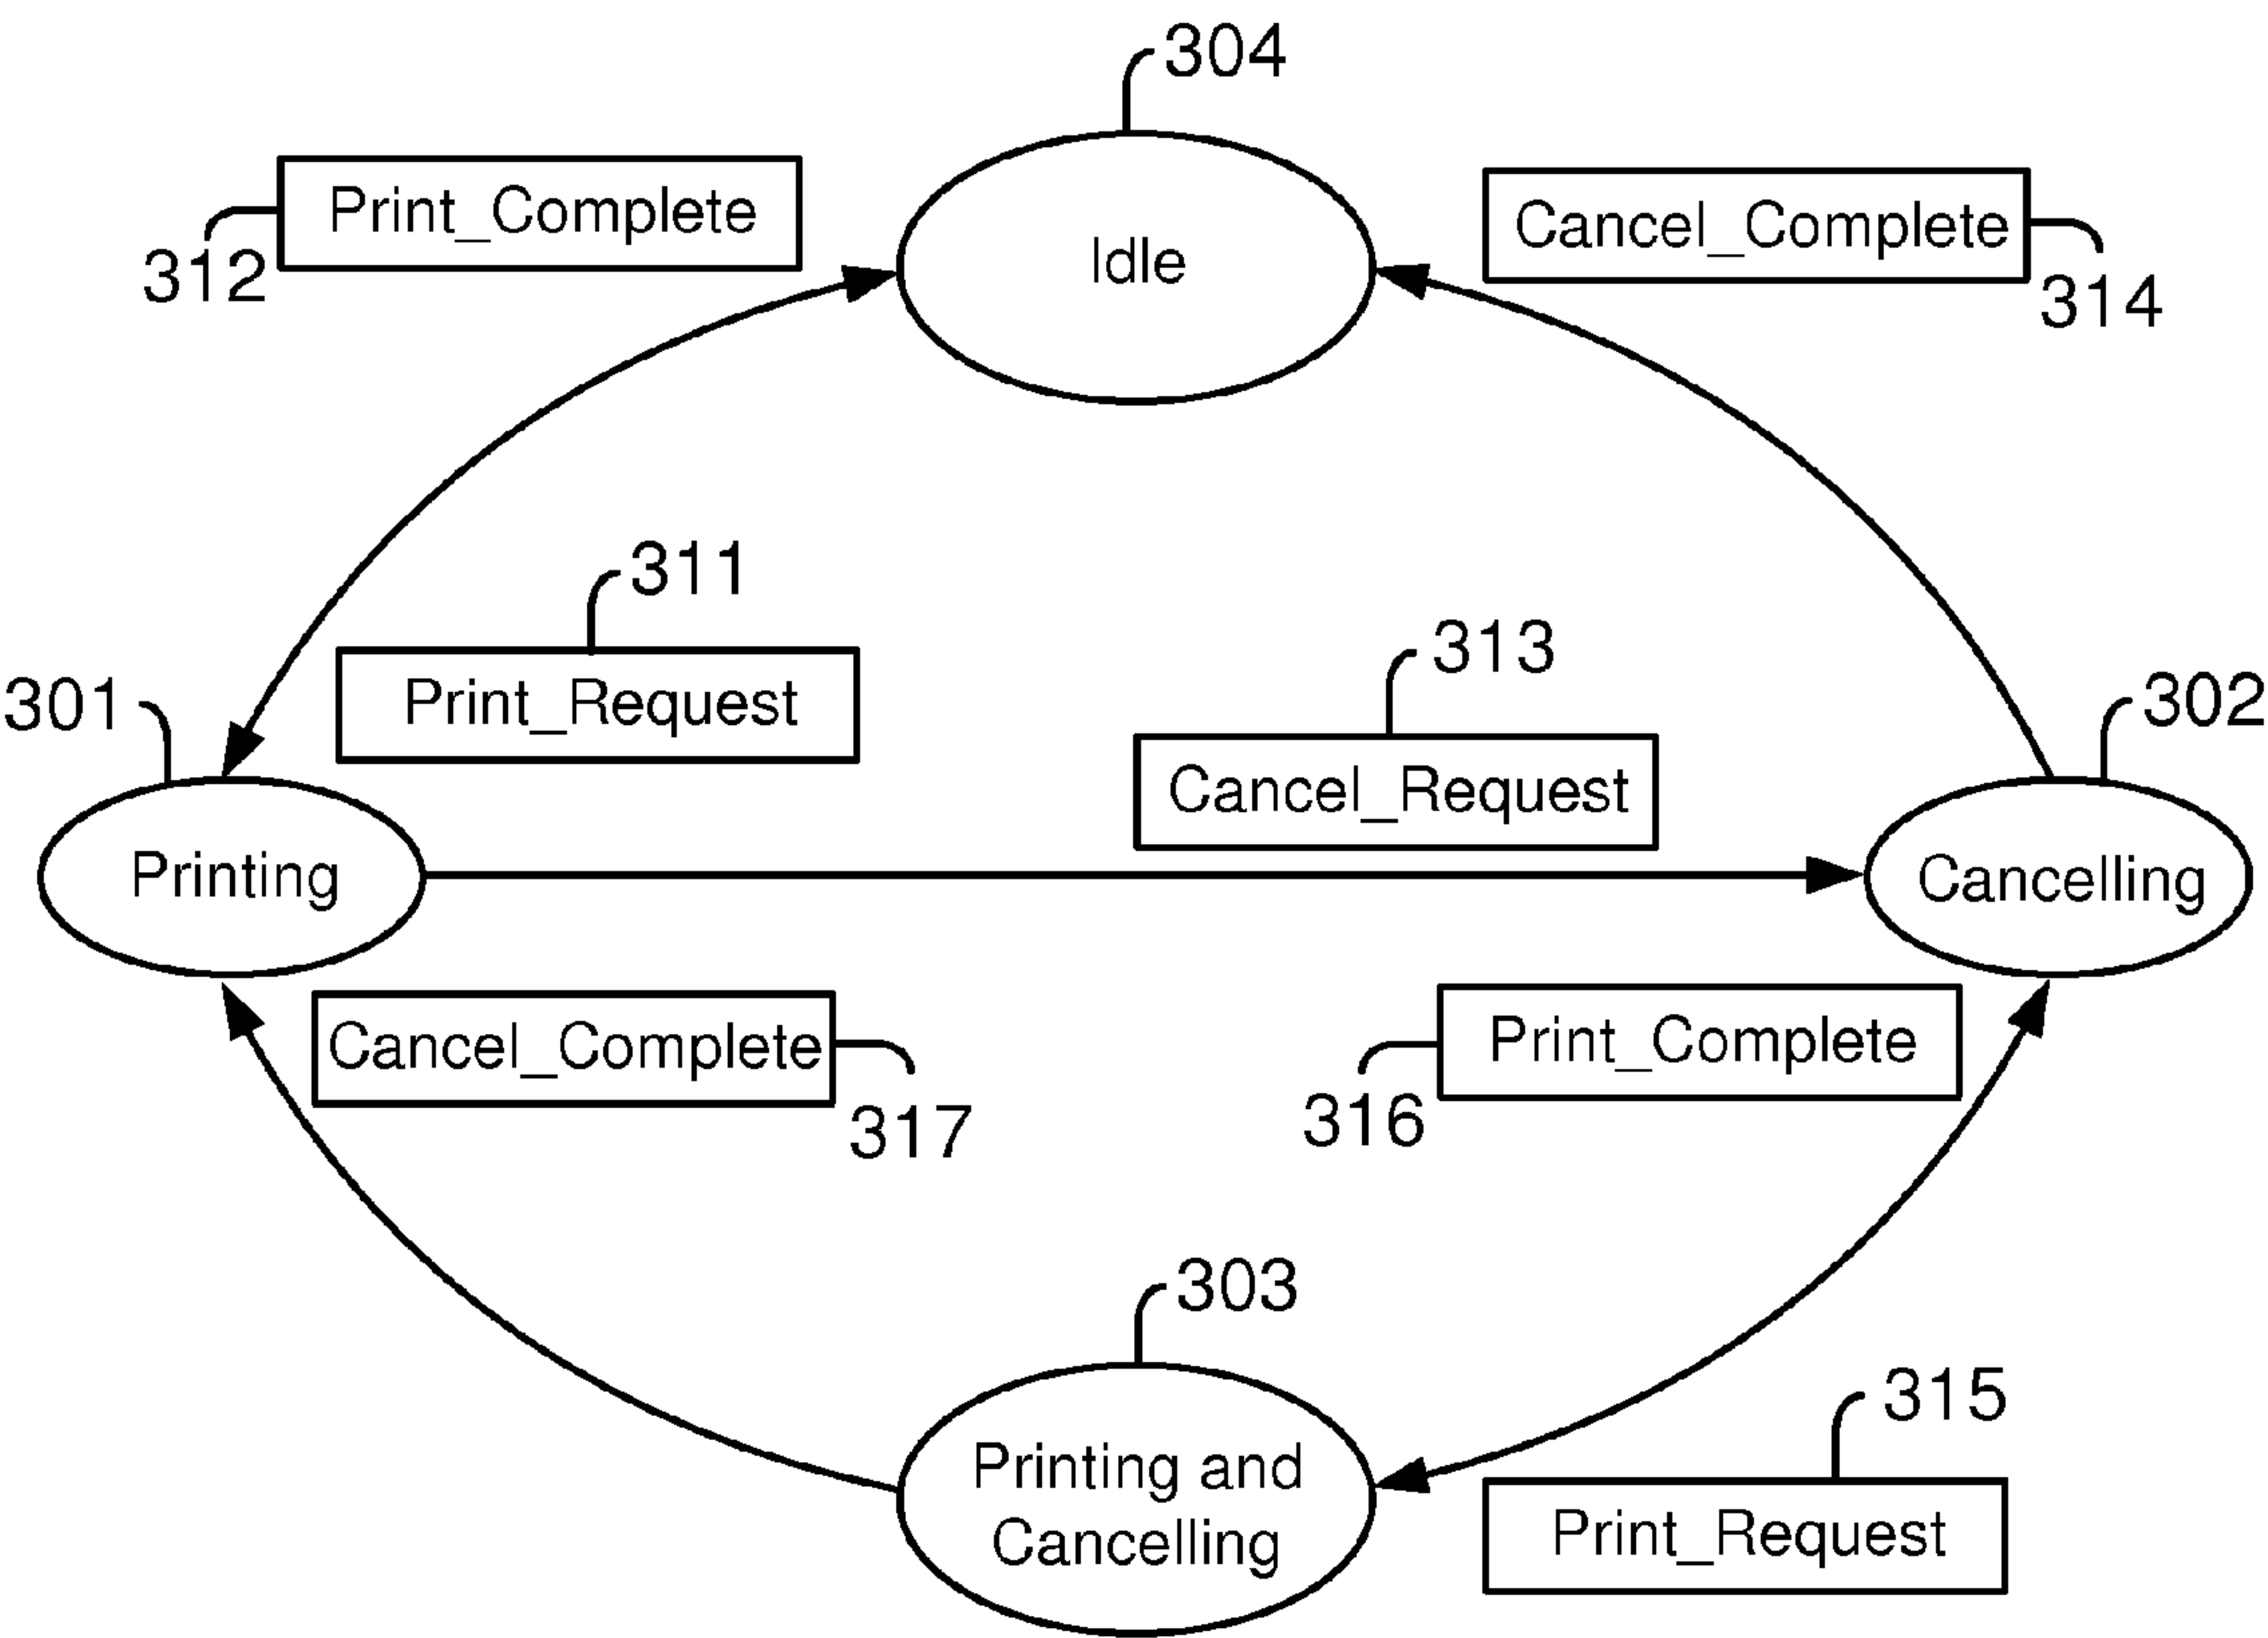 304
Print_Complete
312
Idle
Cancel_Complete
314
311
Print_Request
313
Cancel_Request
301
302
Printing
Cancelling
Cancel_Complete
317
Print_Complete
316
303
Printing and
Cancelling
315
Print_Request